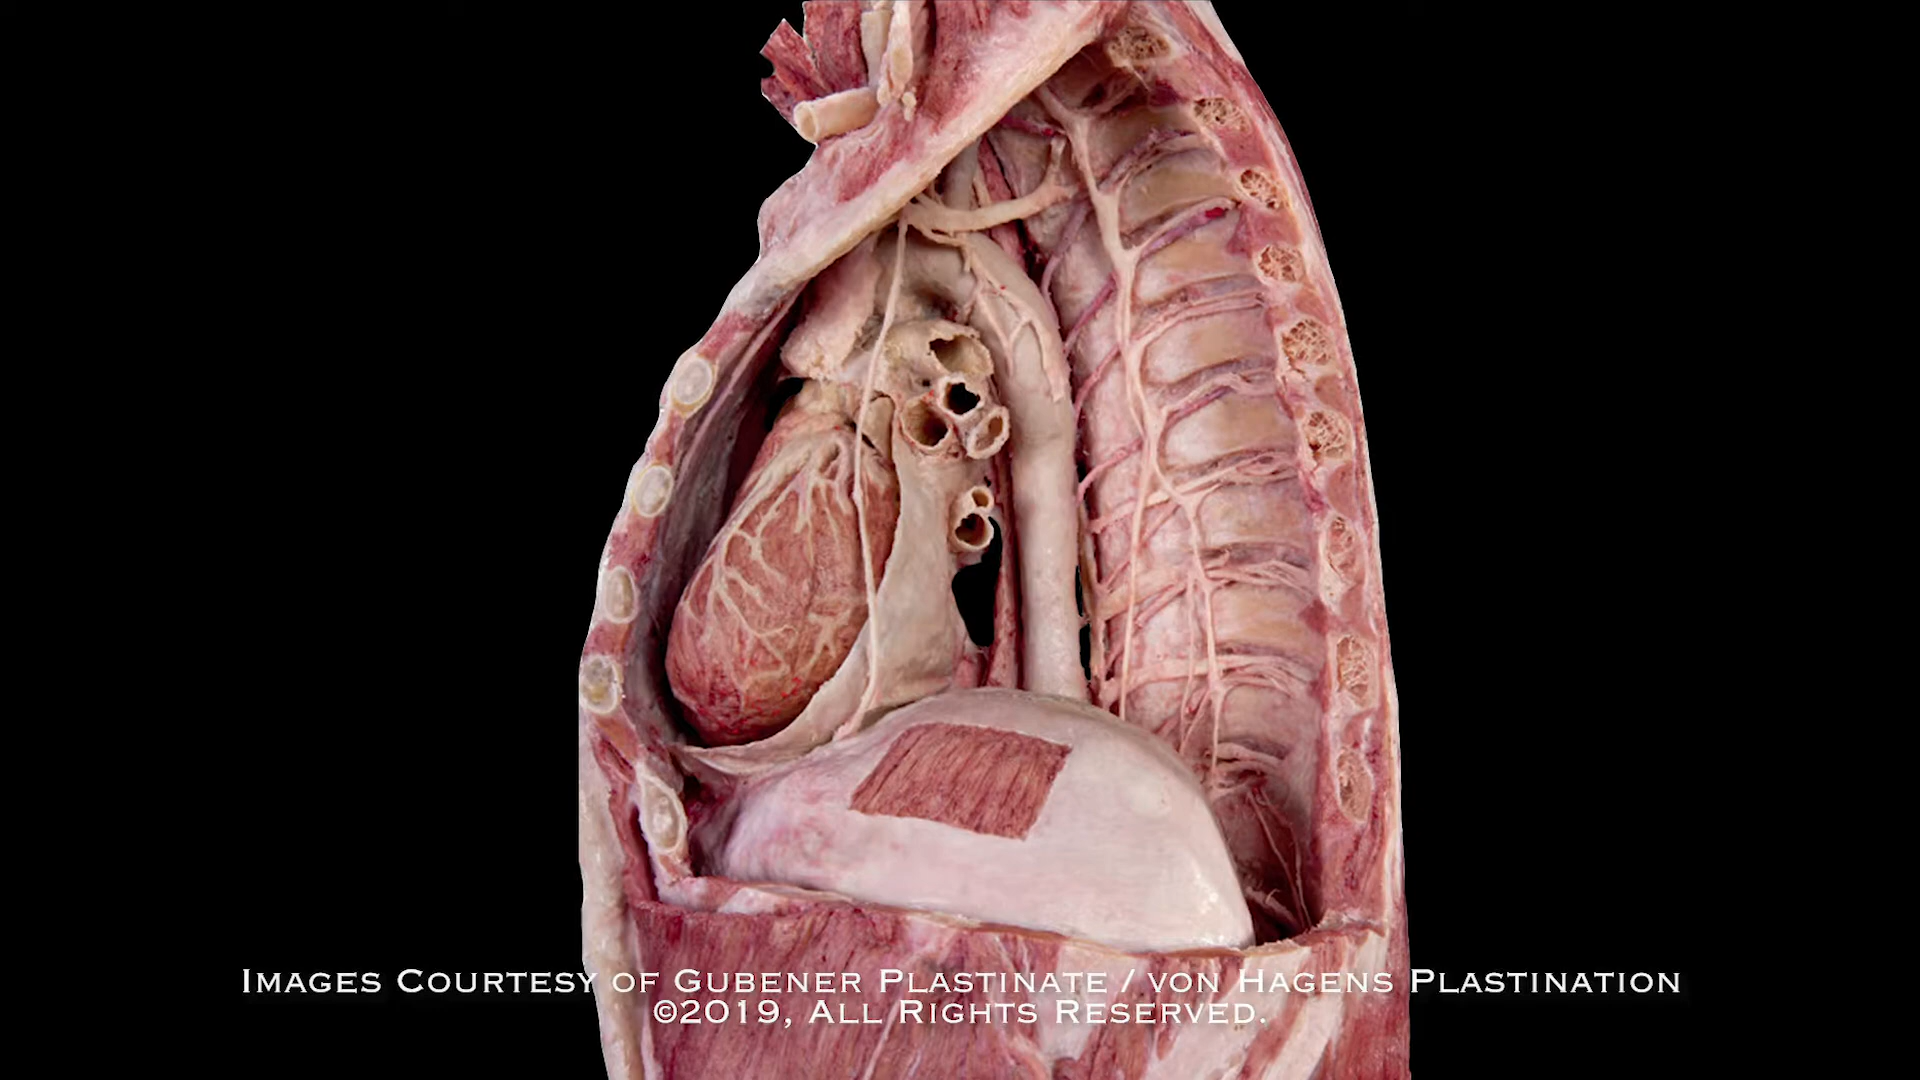 Images Courtesy of Gubener Plastinate / von Hagens Plastination
©2019, All Rights Reserved.